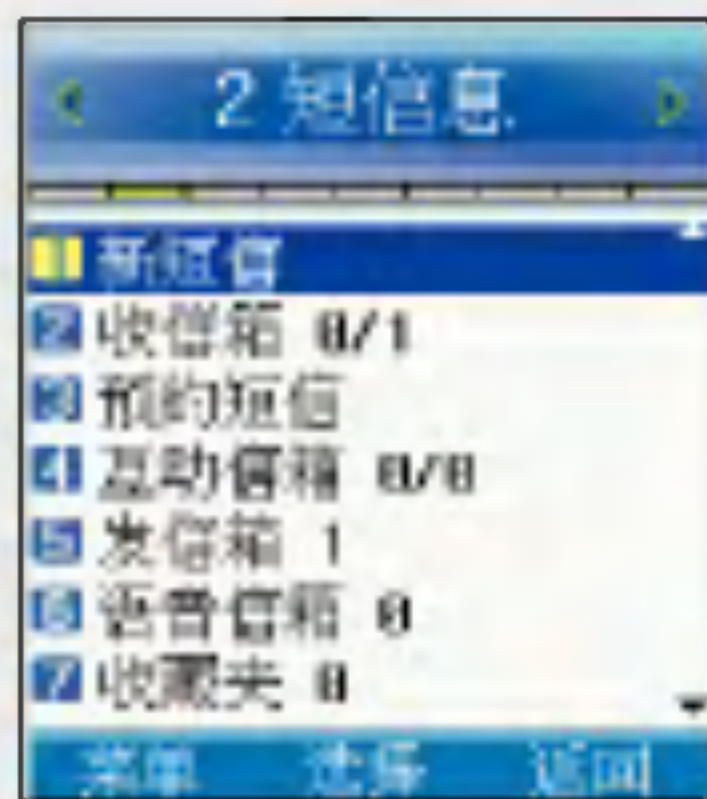 2 短信息
1 新短信
2 收信箱 0/1
3 预约短信
4 互动信箱 0/0
5 发信箱 1
6 语音信箱 0
7 收藏夹 0
菜单 选择 返回